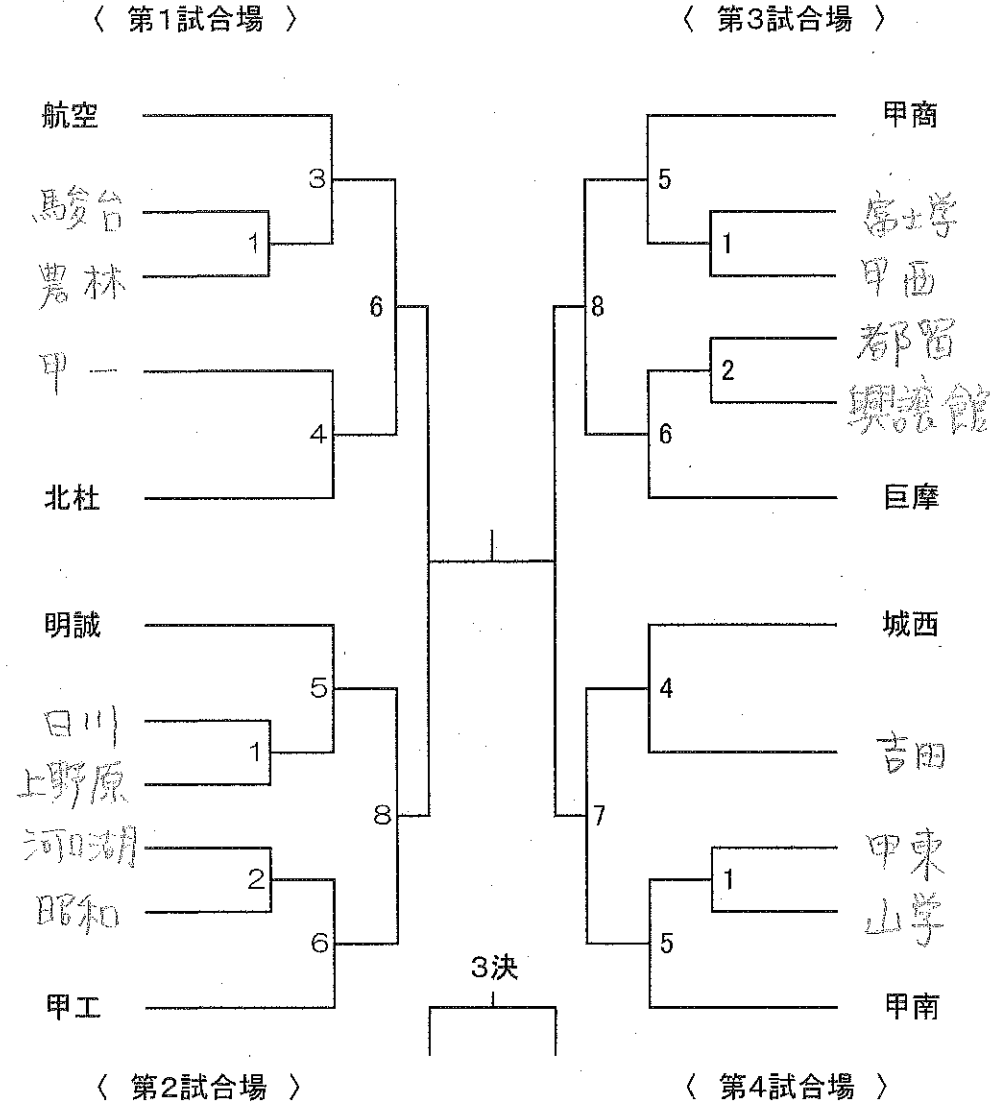 〈 第1試合場 〉
航空
駿台
農林
甲一
北杜
3
1
6
4
明誠
日川
上野原
河口湖
昭和
甲工
5
1
8
2
6
〈 第2試合場 〉
3決
〈 第3試合場 〉
甲商
富士学
甲西
都留
興譲館
巨摩
5
1
8
2
6
城西
吉田
甲東
山学
甲南
4
7
1
5
〈 第4試合場 〉